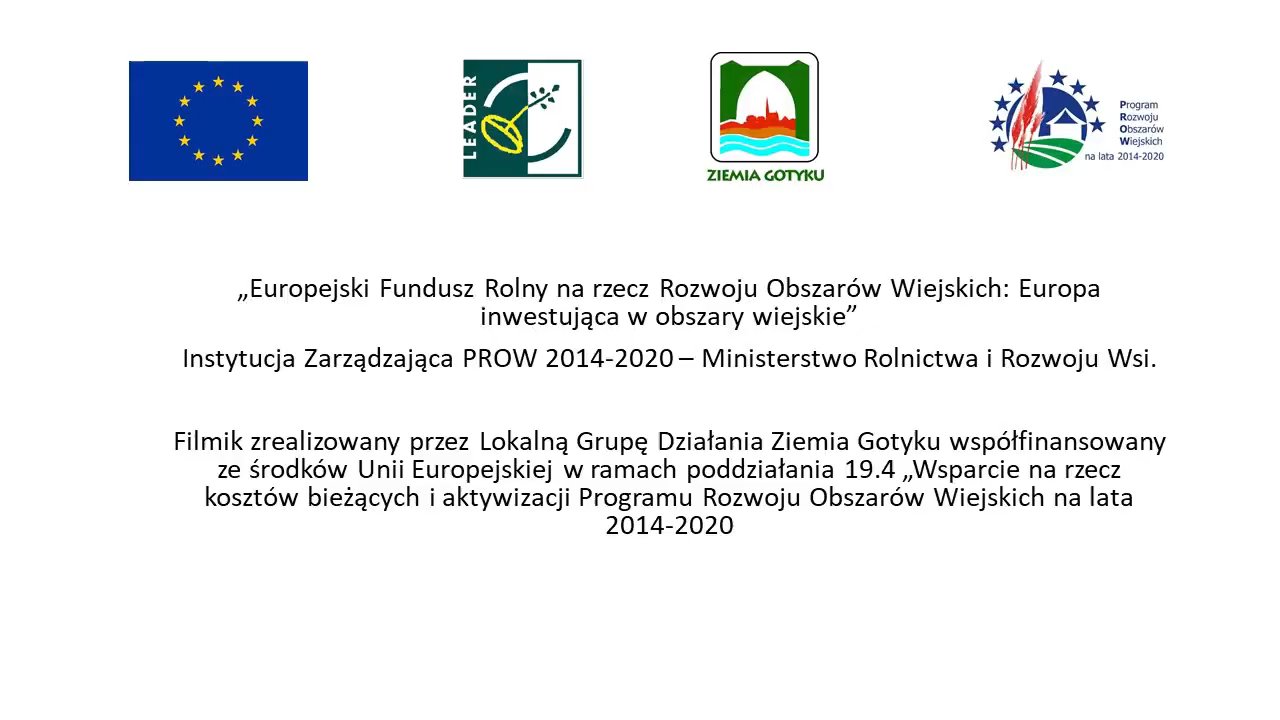 LEADER
ZIEMIA GOTYKU
Program
Rozwoju
Obszarów
Wiejskich
na lata 2014-2020
„Europejski Fundusz Rolny na rzecz Rozwoju Obszarów Wiejskich: Europa
inwestująca w obszary wiejskie”
Instytucja Zarządzająca PROW 2014-2020 – Ministerstwo Rolnictwa i Rozwoju Wsi.
Filmik zrealizowany przez Lokalną Grupę Działania Ziemia Gotyku współfinansowany
ze środków Unii Europejskiej w ramach poddziałania 19.4 „Wsparcie na rzecz
kosztów bieżących i aktywizacji Programu Rozwoju Obszarów Wiejskich na lata
2014-2020